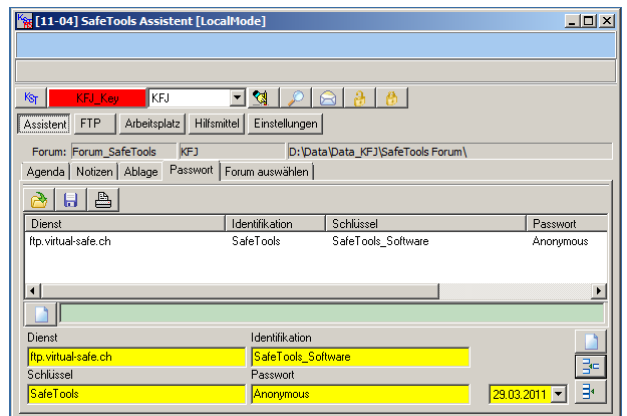 [11-04] SafeTools Assistent [LocalMode]
KST KFJ_Key KFJ
Assistent FTP Arbeitsplatz Hilfsmittel Einstellungen
Forum: Forum_SafeTools KFJ D:\Data\Data_KFJ\SafeTools Forum\
Agenda Notizen Ablage Passwort Forum auswählen
Dienst Identifikation Schlüssel Passwort
ftp.virtual-safe.ch SafeTools SafeTools_Software Anonymous
Dienst Identifikation
ftp.virtual-safe.ch SafeTools_Software
Schlüssel Passwort
SafeTools Anonymous 29.03.2011